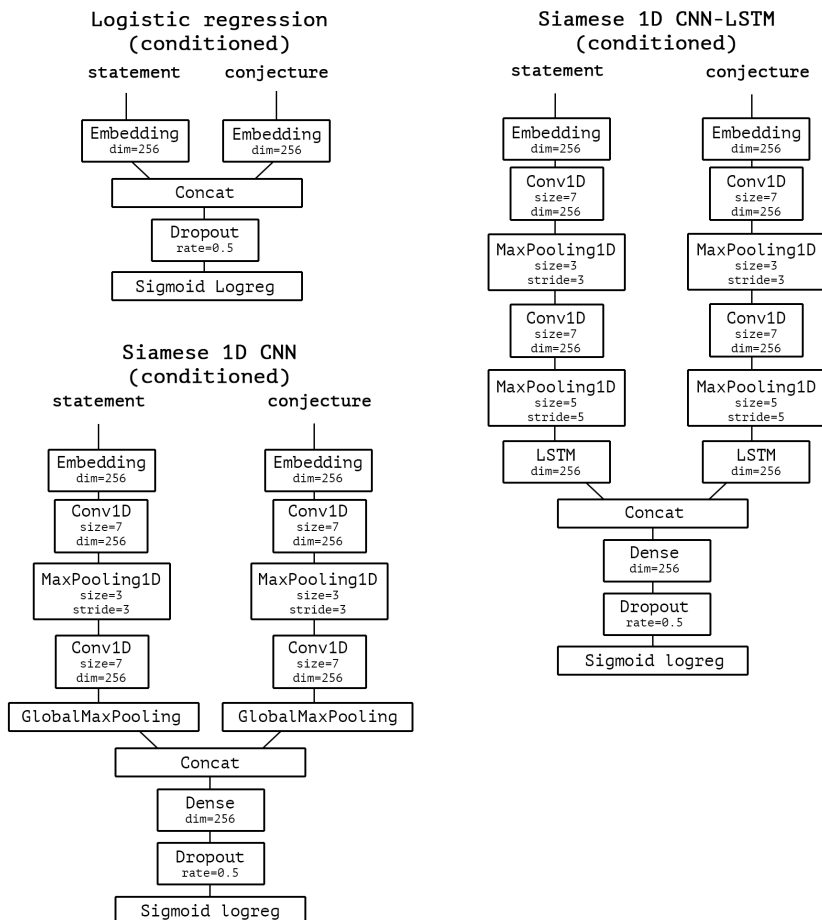 Logistic regression
(conditioned)
statement conjecture
Embedding Embedding
dim=256 dim=256
Concat
Dropout
rate=0.5
Sigmoid Logreg
Siamese 1D CNN
(conditioned)
statement conjecture
Embedding Embedding
dim=256 dim=256
Conv1D Conv1D
size=7 size=7
dim=256 dim=256
MaxPooling1D MaxPooling1D
size=3 size=3
stride=3 stride=3
Conv1D Conv1D
size=7 size=7
dim=256 dim=256
GlobalMaxPooling GlobalMaxPooling
Concat
Dense
dim=256
Dropout
rate=0.5
Sigmoid logreg
Siamese 1D CNN-LSTM
(conditioned)
statement conjecture
Embedding Embedding
dim=256 dim=256
Conv1D Conv1D
size=7 size=7
dim=256 dim=256
MaxPooling1D MaxPooling1D
size=3 size=3
stride=3 stride=3
Conv1D Conv1D
size=7 size=7
dim=256 dim=256
MaxPooling1D MaxPooling1D
size=5 size=5
stride=5 stride=5
LSTM LSTM
dim=256 dim=256
Concat
Dense
dim=256
Dropout
rate=0.5
Sigmoid logreg